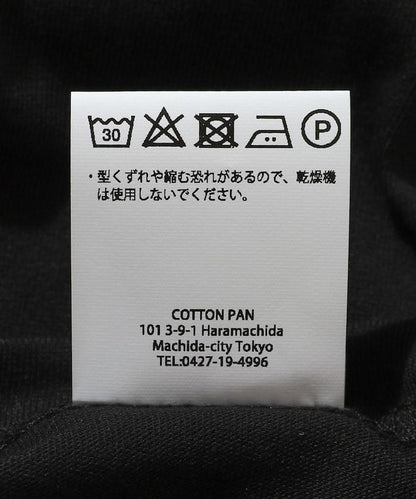 30 P
・型くずれや縮む恐れがあるので、乾燥機
は使用しないでください。
COTTON PAN
101 3-9-1 Haramachida
Machida-city Tokyo
TEL:0427-19-4996